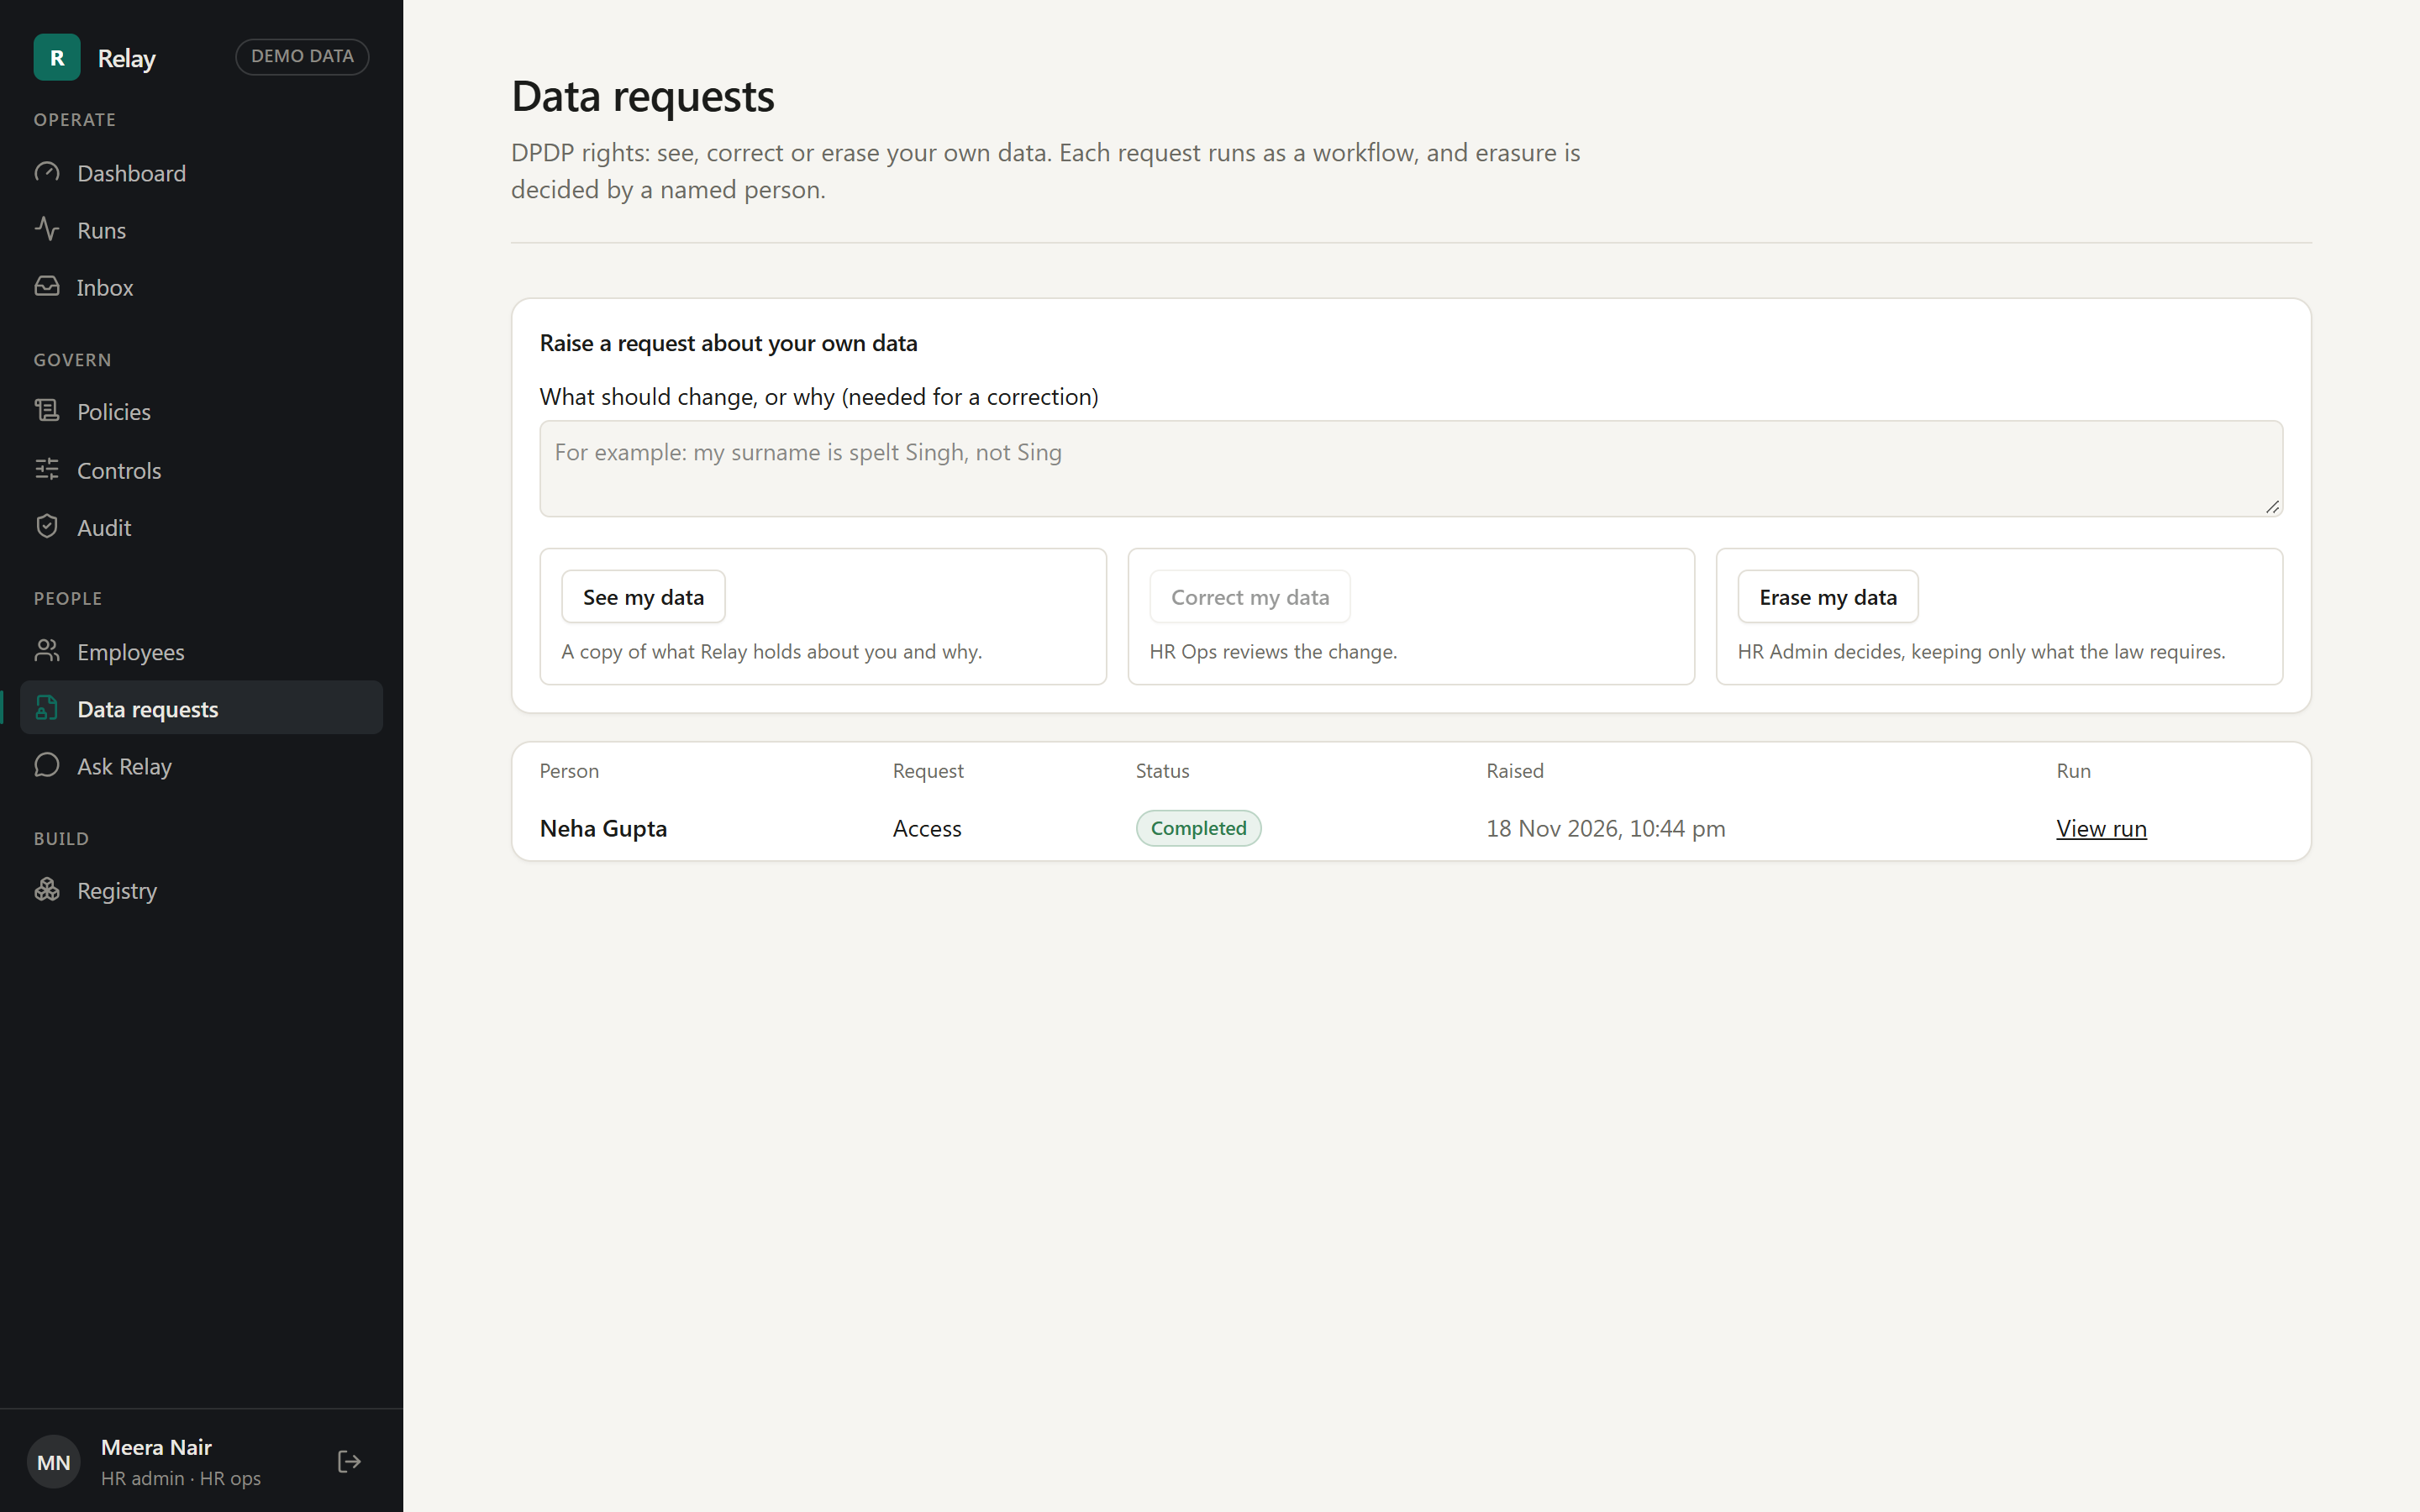 R Relay DEMO DATA
OPERATE
Dashboard
Runs
Inbox
GOVERN
Policies
Controls
Audit
PEOPLE
Employees
Data requests
Ask Relay
BUILD
Registry
MN Meera Nair
HR admin · HR ops
Data requests
DPDP rights: see, correct or erase your own data. Each request runs as a workflow, and erasure is
decided by a named person.
Raise a request about your own data
What should change, or why (needed for a correction)
For example: my surname is spelt Singh, not Sing
See my data
A copy of what Relay holds about you and why.
Correct my data
HR Ops reviews the change.
Erase my data
HR Admin decides, keeping only what the law requires.
Person Request Status Raised Run
Neha Gupta Access Completed 18 Nov 2026, 10:44 pm View run